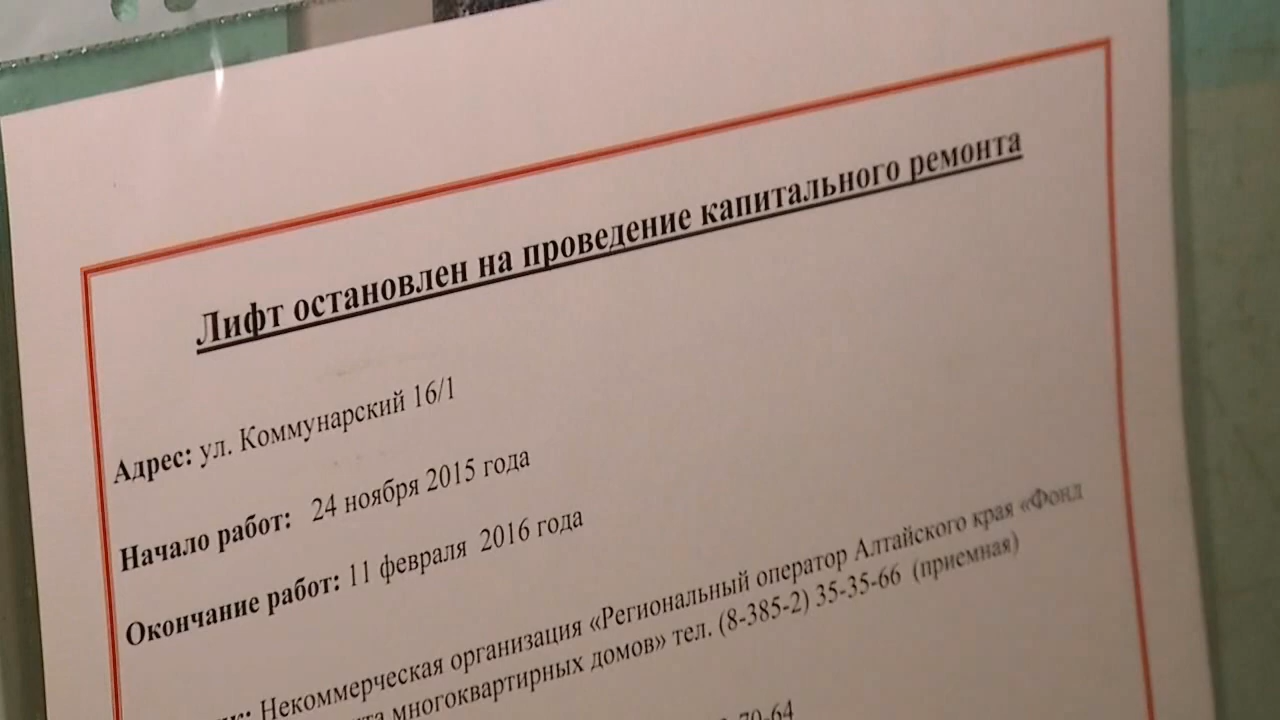 Лифт остановлен на проведение капитального ремонта
Адрес: ул. Коммунарский 16/1
Начало работ: 24 ноября 2015 года
Окончание работ: 11 февраля 2016 года
Некоммерческая организация «Региональный оператор Алтайского края «Фонд
многоквартирных домов» тел. (8-385-2) 35-35-66 (приемная)
70-64